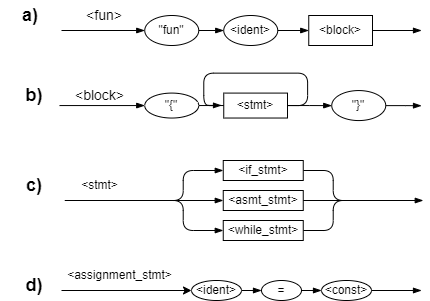 a) <fun> "fun" <ident> <block>
b) <block> "{" <stmt> "}"
<if_stmt>
c) <stmt> <asmt_stmt>
<while_stmt>
d) <assignment_stmt> <ident> = <const>